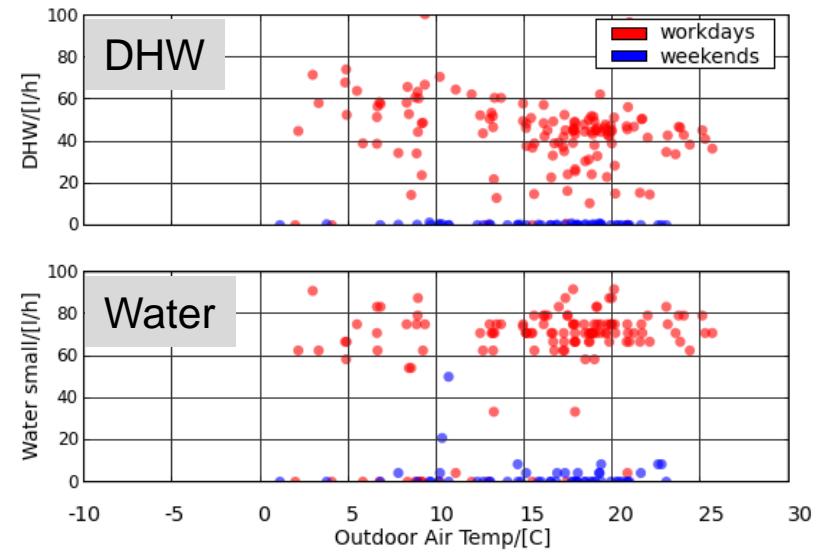 DHW
workdays
weekends
100
80
60
40
20
0
DHW/[l/h]
Water
100
80
60
40
20
0
Water small/[l/h]
-10 -5 0 5 10 15 20 25 30
Outdoor Air Temp/[C]